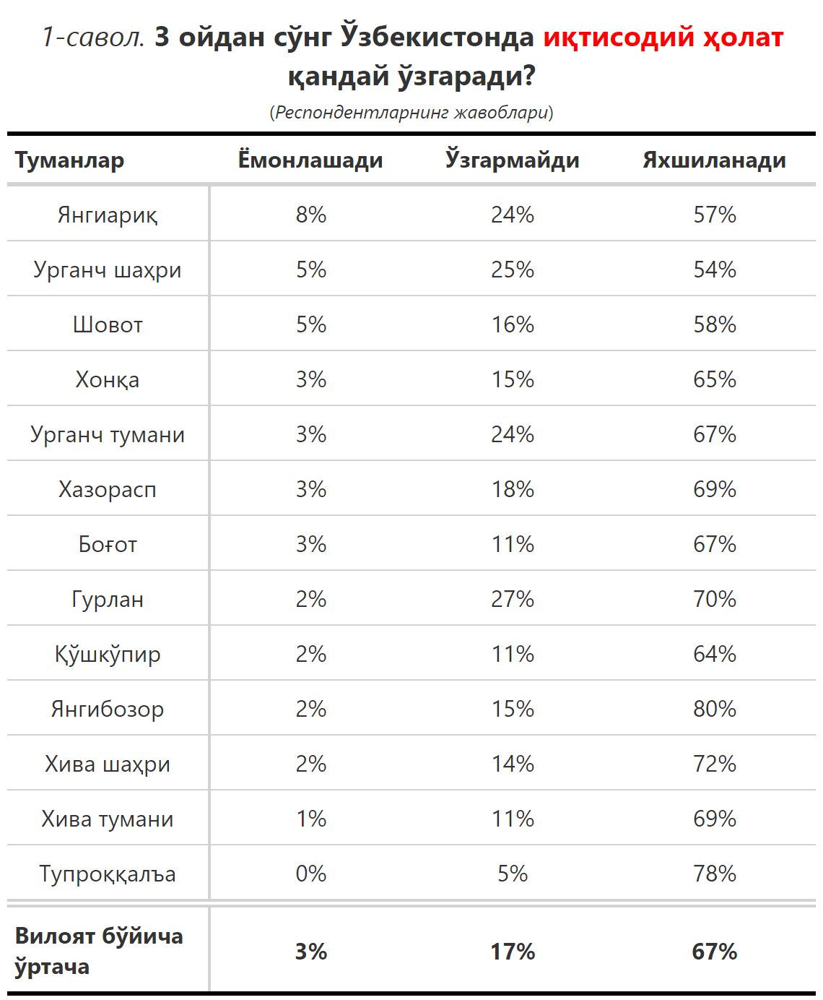 1-савол. 3 ойдан сўнг Ўзбекистонда иқтисодий ҳолат
қандай ўзгаради?
(Респондентларнинг жавоблари)
Туманлар Ёмонлашади Ўзгармайди Яхшиланади
Янгиариқ 8% 24% 57%
Урганч шаҳри 5% 25% 54%
Шовот 5% 16% 58%
Хонқа 3% 15% 65%
Урганч тумани 3% 24% 67%
Хазорасп 3% 18% 69%
Боғот 3% 11% 67%
Гурлан 2% 27% 70%
Қўшкўпир 2% 11% 64%
Янгибозор 2% 15% 80%
Хива шаҳри 2% 14% 72%
Хива тумани 1% 11% 69%
Тупроққалъа 0% 5% 78%
Вилоят бўйича
ўртача 3% 17% 67%